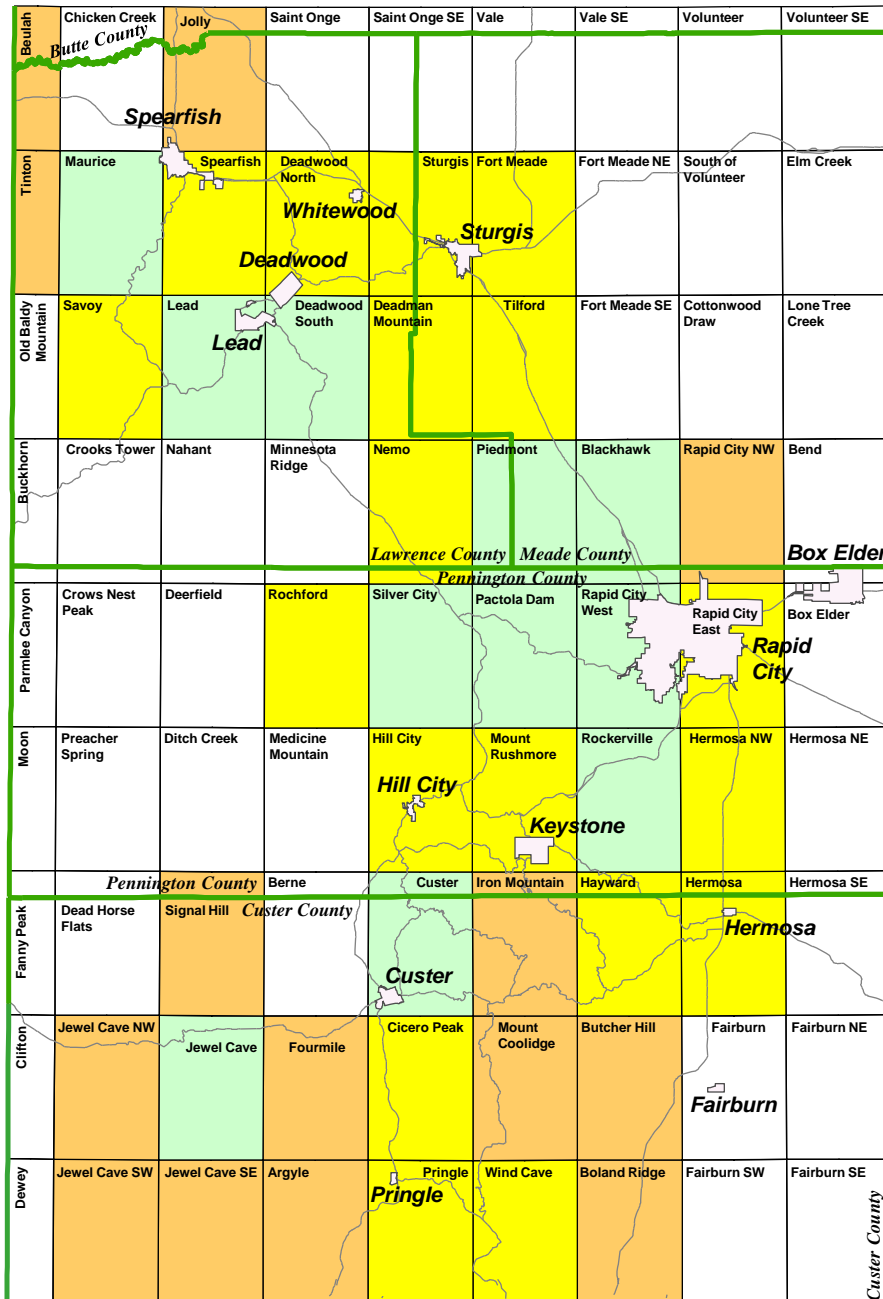 Beulah
Chicken Creek
Jolly
Saint Onge
Saint Onge SE
Vale
Vale SE
Volunteer
Volunteer SE
Butte County
Spearfish
Tinton
Maurice
Spearfish
Deadwood
North
Sturgis
Fort Meade
Fort Meade NE
South of
Volunteer
Elm Creek
Whitewood
Sturgis
Deadwood
Old Baldy
Mountain
Savoy
Lead
Deadwood
South
Deadman
Mountain
Tilford
Fort Meade SE
Cottonwood
Draw
Lone Tree
Creek
Lead
Buckhorn
Crooks Tower
Nahant
Minnesota
Ridge
Nemo
Piedmont
Blackhawk
Rapid City NW
Bend
Lawrence County
Meade County
Box Elder
Pennington County
Parmlee Canyon
Crows Nest
Peak
Deerfield
Rochford
Silver City
Pactola Dam
Rapid City
West
Rapid City
East
Box Elder
Rapid
City
Moon
Preacher
Spring
Ditch Creek
Medicine
Mountain
Hill City
Mount
Rushmore
Rockerville
Hermosa NW
Hermosa NE
Hill City
Keystone
Pennington County
Berne
Custer
Iron Mountain
Hayward
Hermosa
Hermosa SE
Fanny Peak
Dead Horse
Flats
Signal Hill
Custer County
Hermosa
Custer
Clifton
Jewel Cave NW
Jewel Cave
Fourmile
Cicero Peak
Mount
Coolidge
Butcher Hill
Fairburn
Fairburn NE
Fairburn
Dewey
Jewel Cave SW
Jewel Cave SE
Argyle
Pringle
Wind Cave
Boland Ridge
Fairburn SW
Fairburn SE
Pringle
Custer County